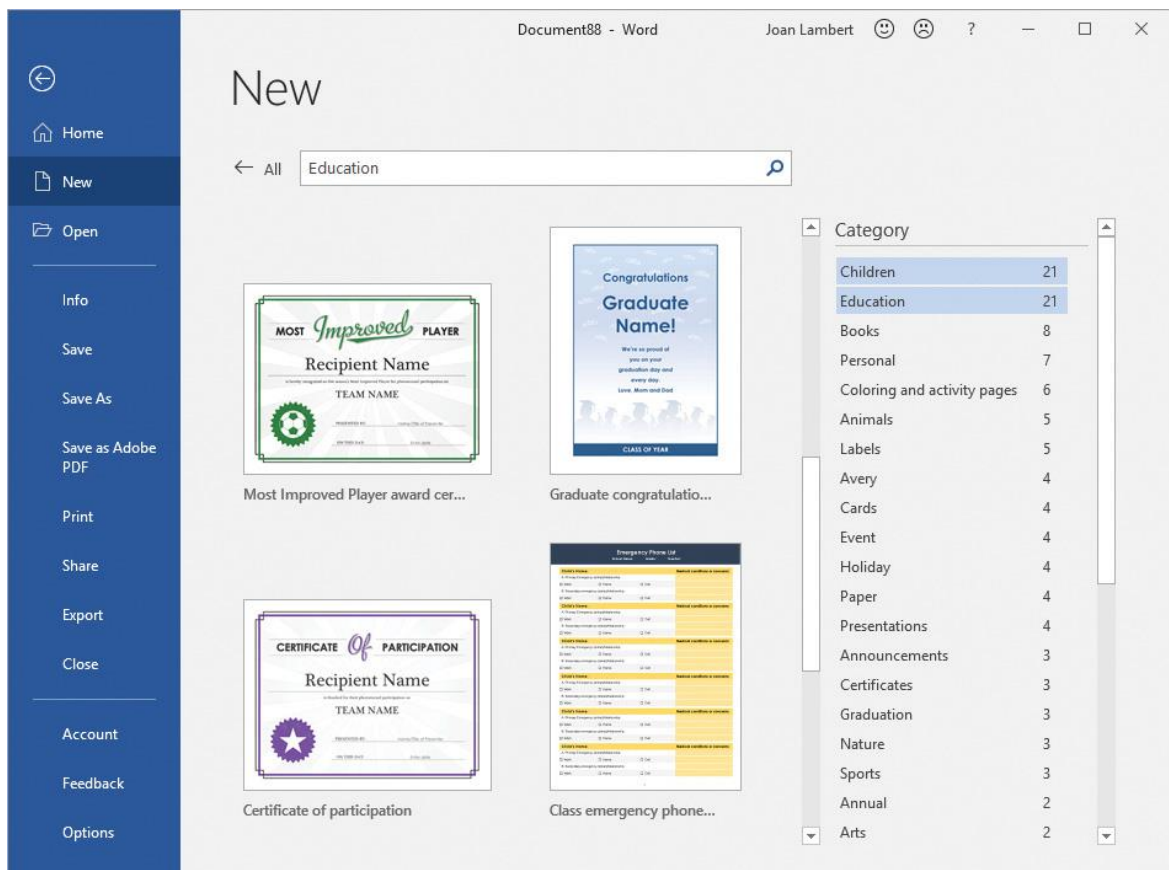 Document88 - Word
Joan Lambert
?
Home
New
Open
Info
Save
Save As
Save as Adobe
PDF
Print
Share
Export
Close
Account
Feedback
Options
New
All
Education
MOST Improved PLAYER
Recipient Name
TEAM NAME
Most Improved Player award cer...
Congratulations
Graduate
Name!
We're so proud of
you on your
graduation day and
every day.
Love, Mom and Dad
CLASS OF YEAR
Graduate congratulatio...
CERTIFICATE Of PARTICIPATION
Recipient Name
TEAM NAME
Certificate of participation
Emergency Phone List
Class emergency phone...
Category
Children 21
Education 21
Books 8
Personal 7
Coloring and activity pages 6
Animals 5
Labels 5
Avery 4
Cards 4
Event 4
Holiday 4
Paper 4
Presentations 4
Announcements 3
Certificates 3
Graduation 3
Nature 3
Sports 3
Annual 2
Arts 2